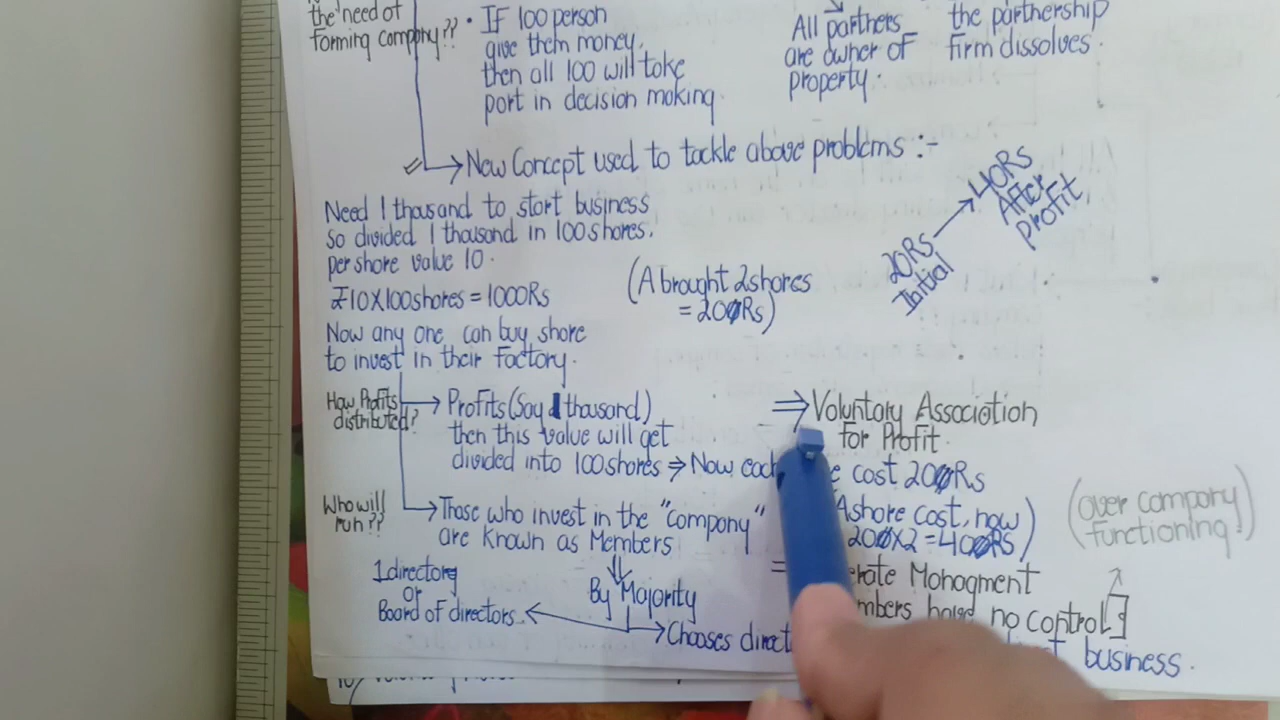 the need of
forming company??
• IF 100 person
give them money,
then all 100 will take
part in decision making
All partners
are owner of
property.
the partnership
firm dissolves.
New Concept used to tackle above problems :-
Need 1 thousand to start business
so divided 1 thousand in 100 shares.
per share value 10.
₹10X100 shares = 1000Rs
Now any one can buy share
to invest in their factory.
(A brought 2 shares
= 20Rs)
20RS
Initial
40RS
After
profit.
How Profits
distributed?
Profits (Say 1 thousand)
then this value will get
divided into 100 shares ⇒ Now each
cost 20Rs
⇒ Voluntary Association
for Profit.
Who will
run??
Those who invest in the "company"
are known as Members
A share cost, now
20X2 = 40Rs)
(Over company
functioning)
1 directory
or
Board of directors.
By Majority
Chooses
Managment
no control
business.